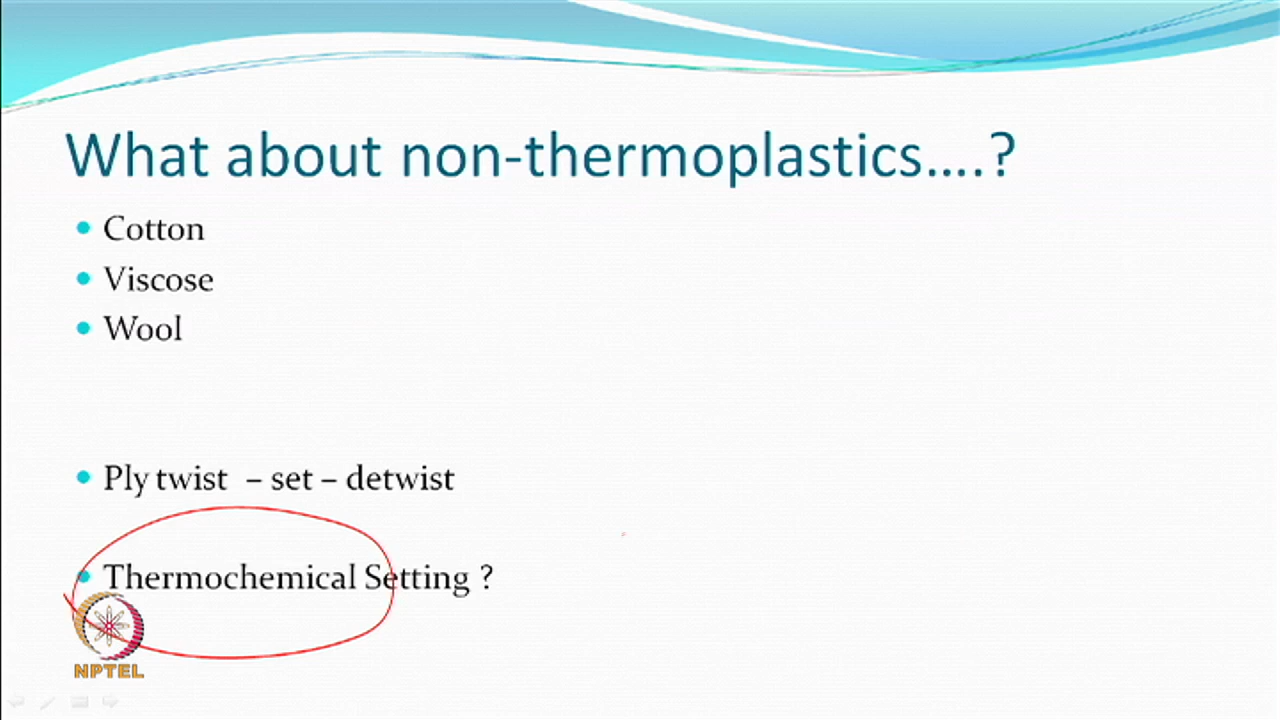 What about non-thermoplastics....?
Cotton
Viscose
Wool
Ply twist – set – detwist
Thermochemical Setting ?
NPTEL